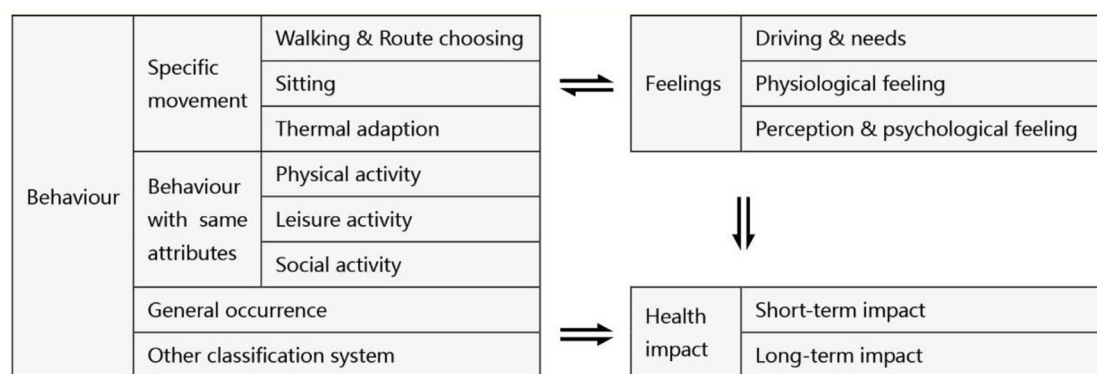 Behaviour
Specific
movement
Walking & Route choosing
Sitting
Thermal adaption
Behaviour
with same
attributes
Physical activity
Leisure activity
Social activity
General occurrence
Other classification system
Feelings
Driving & needs
Physiological feeling
Perception & psychological feeling
Health
impact
Short-term impact
Long-term impact